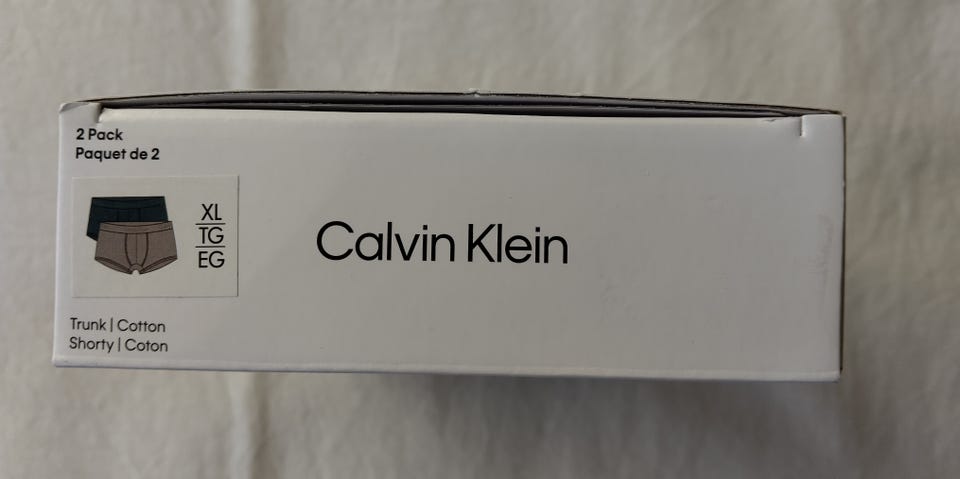 2 Pack
Paquet de 2
XL
TG
EG
Calvin Klein
Trunk | Cotton
Shorty | Coton